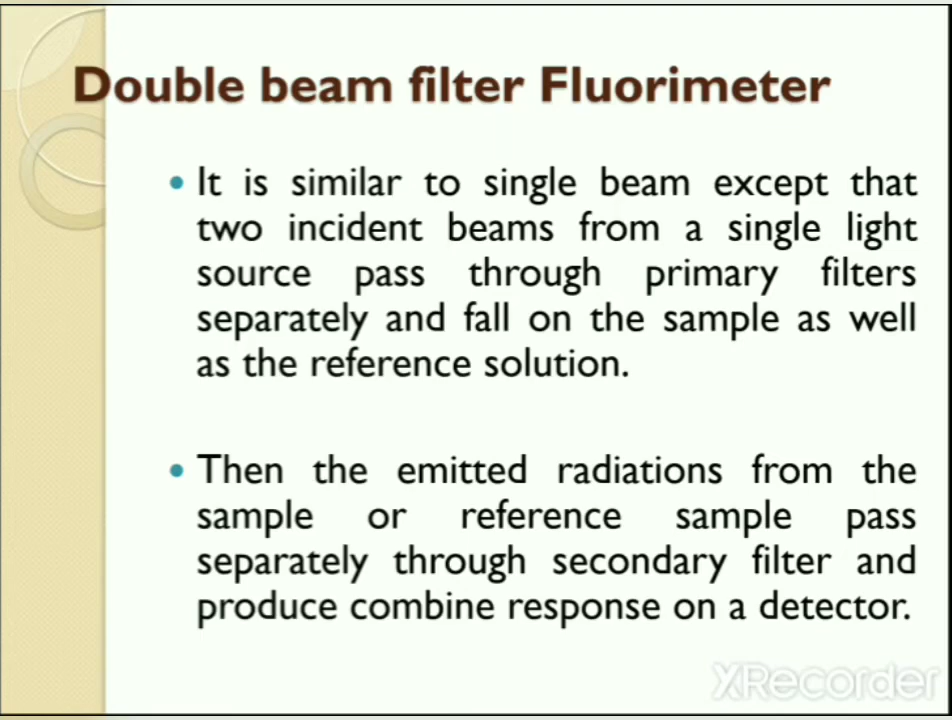 Double beam filter Fluorimeter
• It is similar to single beam except that
two incident beams from a single light
source pass through primary filters
separately and fall on the sample as well
as the reference solution.
• Then the emitted radiations from the
sample or reference sample pass
separately through secondary filter and
produce combine response on a detector.
XRecorder